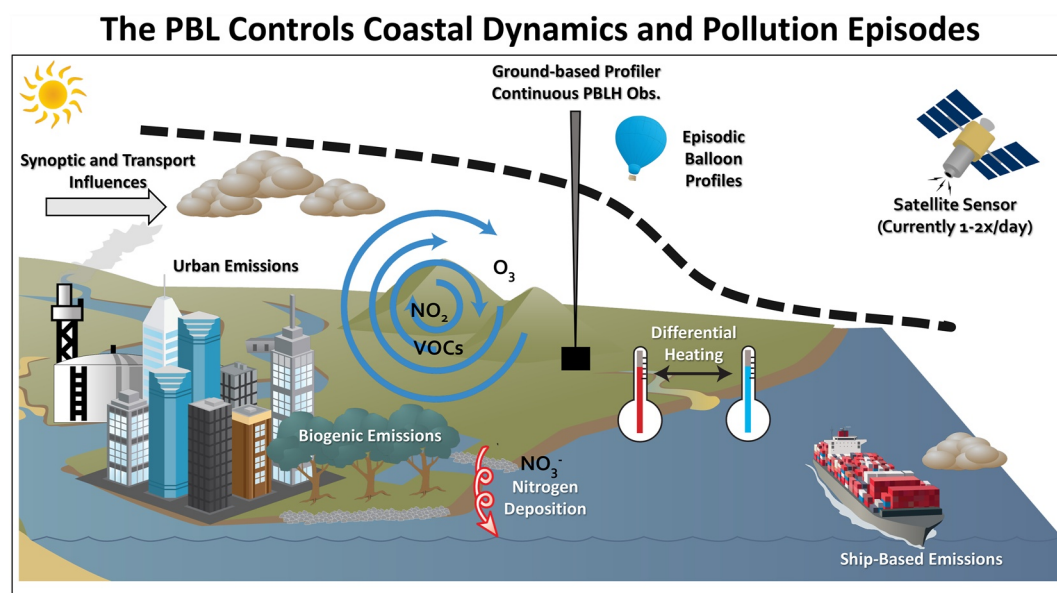 The PBL Controls Coastal Dynamics and Pollution Episodes
Ground-based Profiler
Continuous PBLH Obs.
Episodic
Balloon
Profiles
Synoptic and Transport
Influences
Satellite Sensor
(Currently 1-2x/day)
Urban Emissions
O₃
NO₂
VOCs
Differential
Heating
Biogenic Emissions
NO₃⁻
Nitrogen
Deposition
Ship-Based Emissions